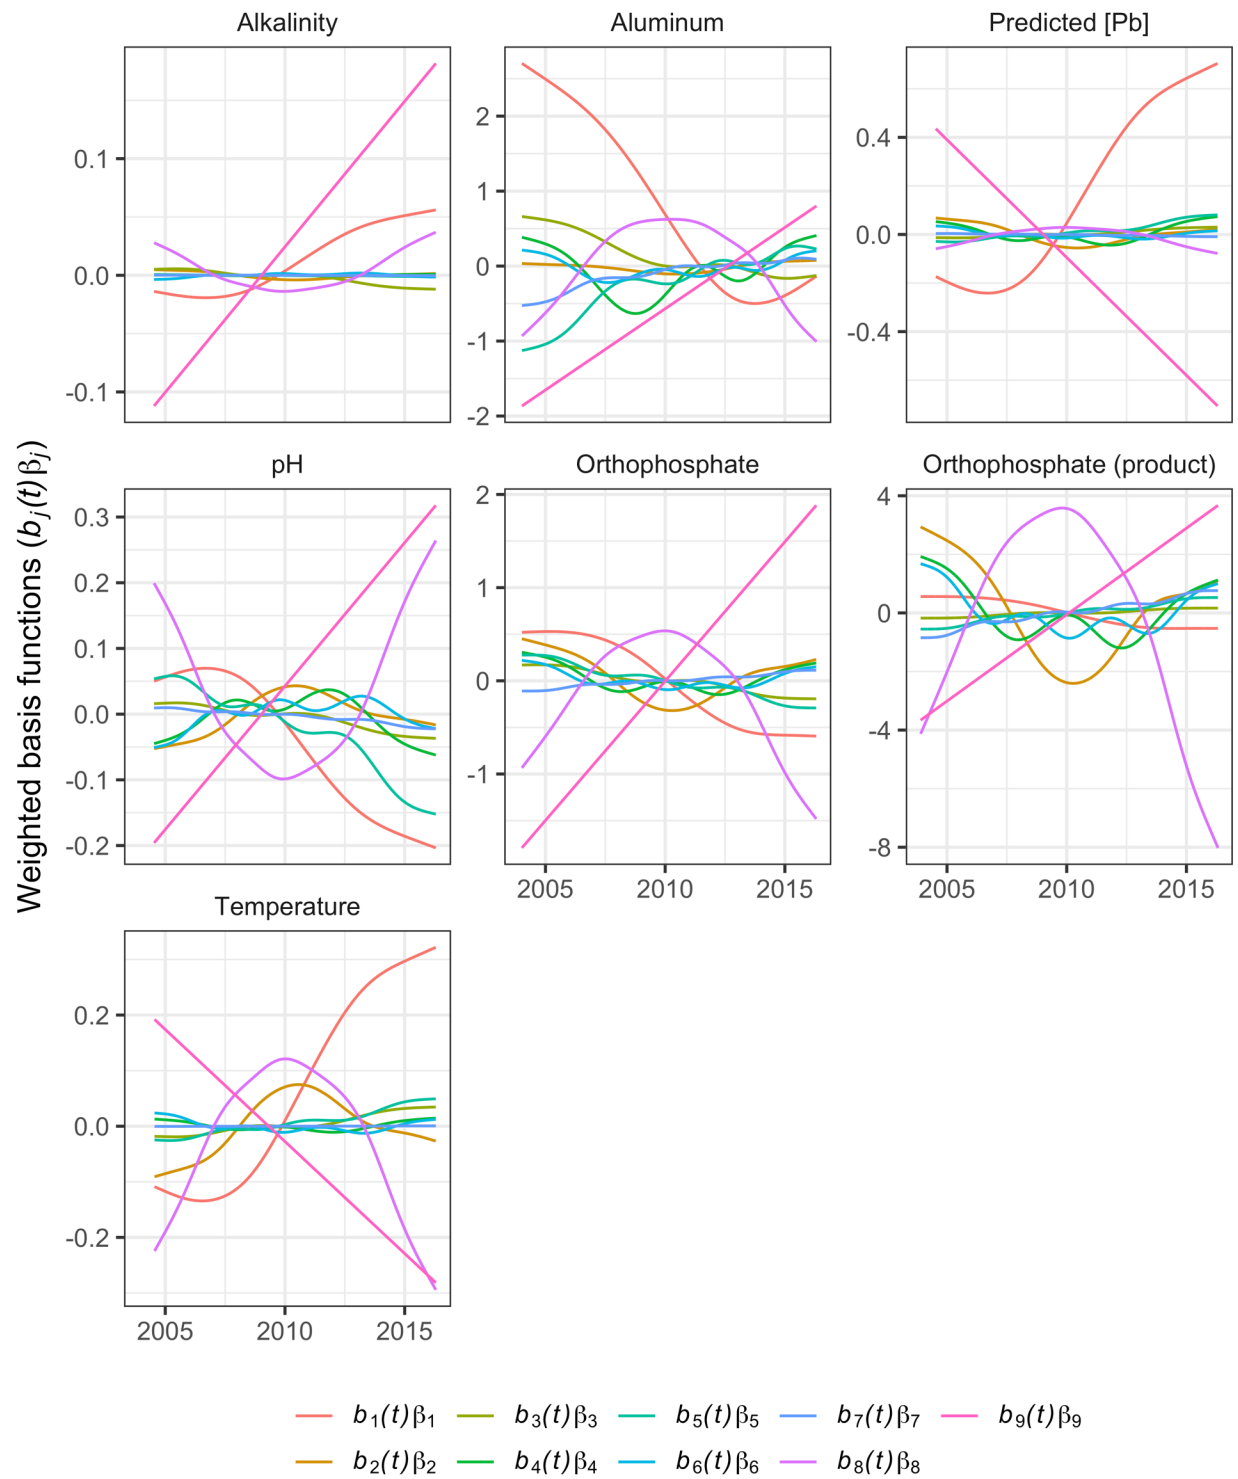 Alkalinity
Aluminum
Predicted [Pb]
0.1
0.0
-0.1
2
1
0
-1
-2
0.4
0.0
-0.4
Weighted basis functions (bj(t)βj)
pH
Orthophosphate
Orthophosphate (product)
0.3
0.2
0.1
0.0
-0.1
-0.2
2
1
0
-1
4
0
-4
-8
2005 2010 2015
2005 2010 2015
Temperature
0.2
0.0
-0.2
2005 2010 2015
b1(t)β1 b3(t)β3 b5(t)β5 b7(t)β7 b9(t)β9
b2(t)β2 b4(t)β4 b6(t)β6 b8(t)β8